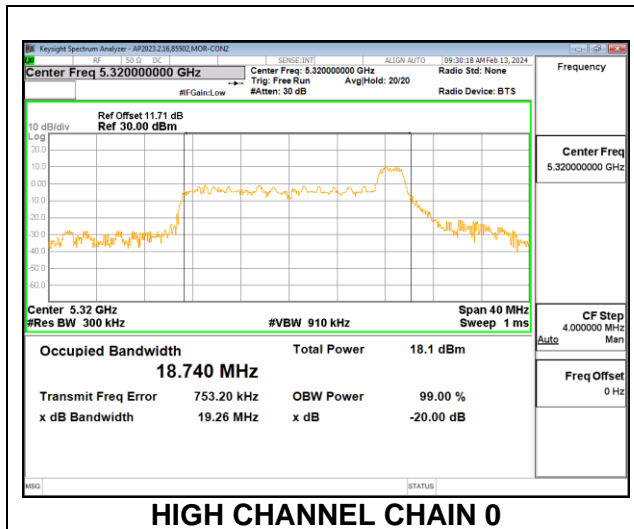 Keysight Spectrum Analyzer - AP2023.2.16,85502,MOR-CON2
RF 50 Ω DC SENSE:INT ALIGN AUTO 09:30:18 AM Feb 13, 2024
Center Freq 5.320000000 GHz Center Freq: 5.320000000 GHz Radio Std: None Frequency
Trig: Free Run Avg|Hold: 20/20
#IFGain:Low #Atten: 30 dB Radio Device: BTS
Ref Offset 11.71 dB
10 dB/div Ref 30.00 dBm
Log
20.0
10.0
0.00
-10.0
-20.0
-30.0
-40.0
-50.0
-60.0
Center Freq
5.320000000 GHz
Center 5.32 GHz Span 40 MHz
#Res BW 300 kHz #VBW 910 kHz Sweep 1 ms
CF Step
4.000000 MHz
Auto Man
Occupied Bandwidth Total Power 18.1 dBm
18.740 MHz
Freq Offset
0 Hz
Transmit Freq Error 753.20 kHz OBW Power 99.00 %
x dB Bandwidth 19.26 MHz x dB -20.00 dB
MSG STATUS
HIGH CHANNEL CHAIN 0